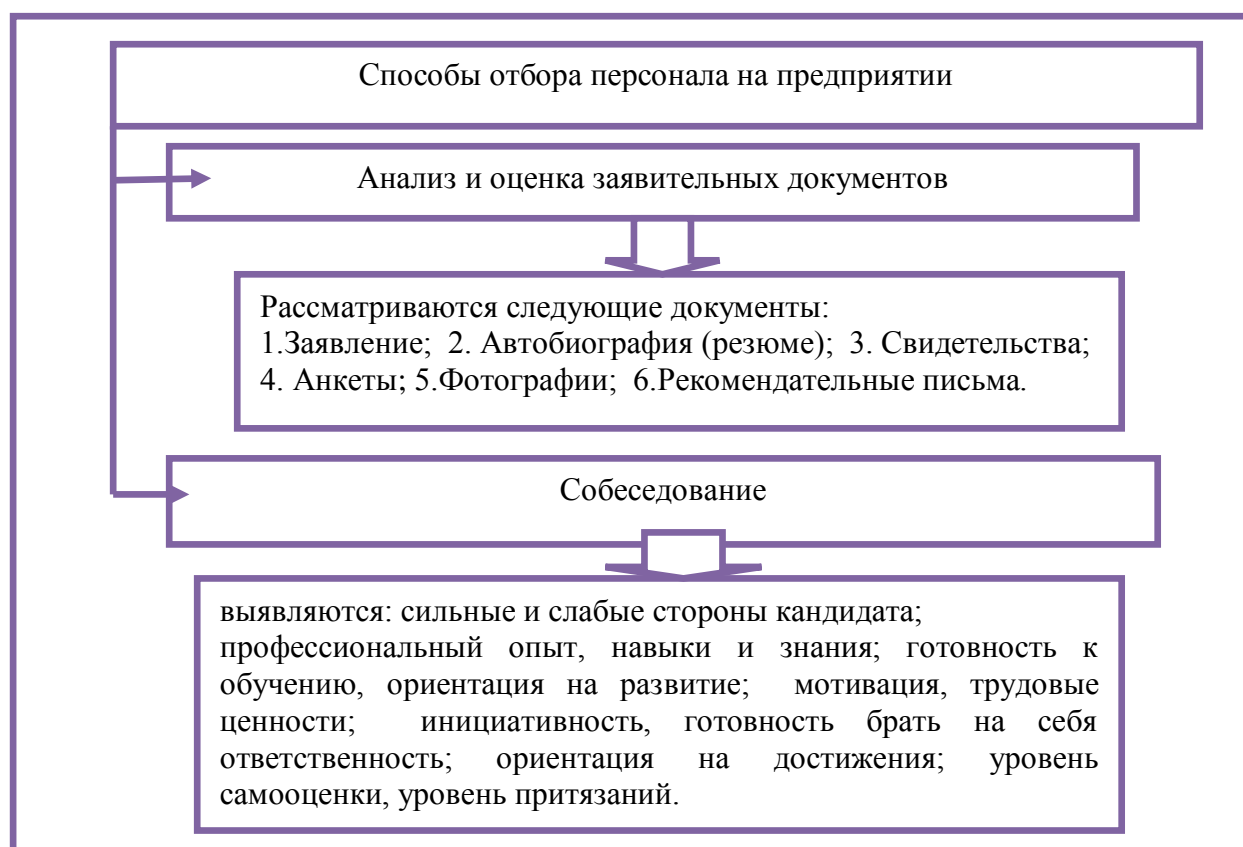 Способы отбора персонала на предприятии
Анализ и оценка заявительных документов
Рассматриваются следующие документы:
1.Заявление; 2. Автобиография (резюме); 3. Свидетельства;
4. Анкеты; 5.Фотографии; 6.Рекомендательные письма.
Собеседование
выявляются: сильные и слабые стороны кандидата;
профессиональный опыт, навыки и знания; готовность к
обучению, ориентация на развитие; мотивация, трудовые
ценности; инициативность, готовность брать на себя
ответственность; ориентация на достижения; уровень
самооценки, уровень притязаний.